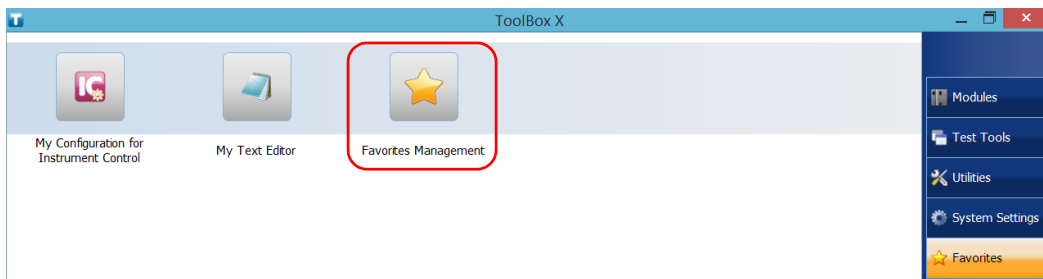 ToolBox X
My Configuration for
Instrument Control
My Text Editor
Favorites Management
Modules
Test Tools
Utilities
System Settings
Favorites